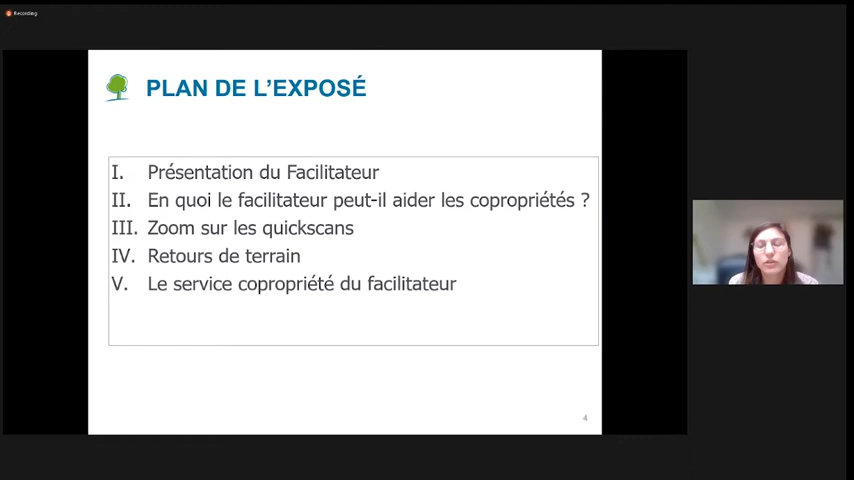 Recording
PLAN DE L'EXPOSÉ
I. Présentation du Facilitateur
II. En quoi le facilitateur peut-il aider les copropriétés ?
III. Zoom sur les quickscans
IV. Retours de terrain
V. Le service copropriété du facilitateur
4